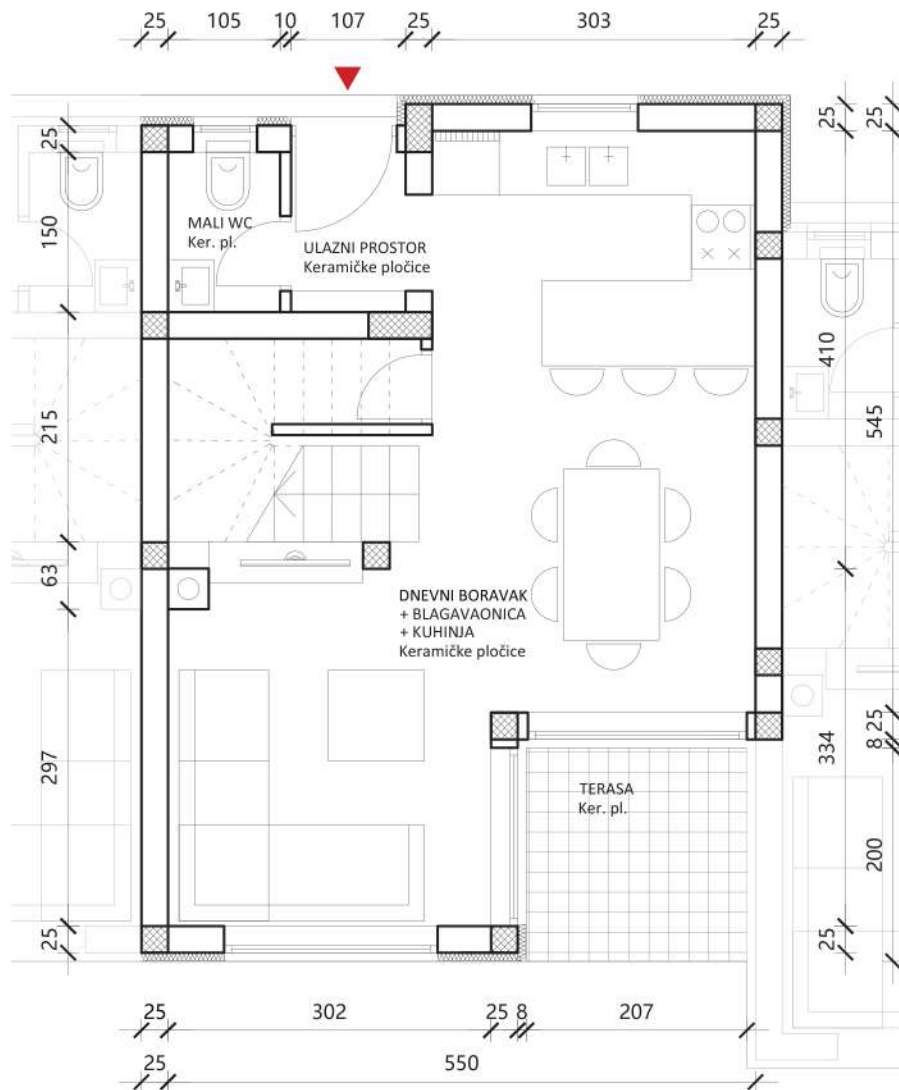 25 105 10 107 25 303 25
25
150
215
63
297
25
25
410
334
25
25
545
25
8
200
MALI WC
Ker. pl.
ULAZNI PROSTOR
Keramičke pločice
DNEVNI BORAVAK
+ BLAGAVAONICA
+ KUHINJA
Keramičke pločice
TERASA
Ker. pl.
25 302 25 8 207
25 550